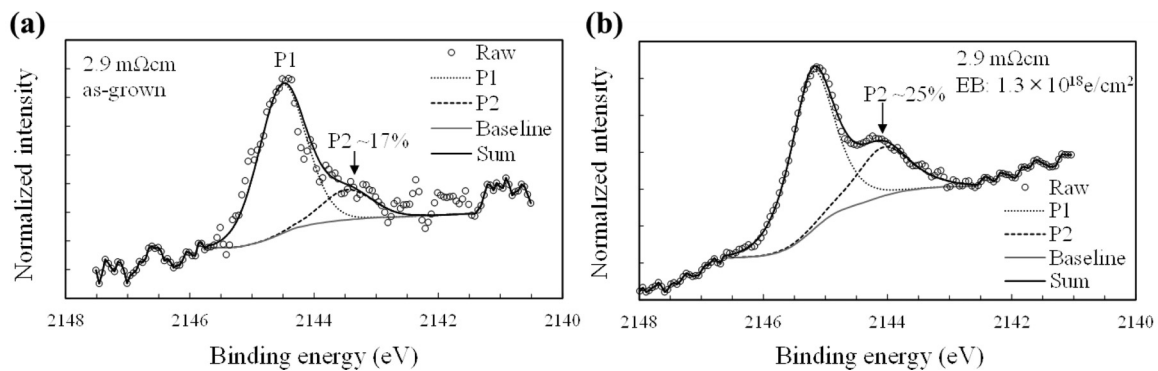 (a)
2.9 mΩcm
as-grown
P1
P2 ~17%
Raw
P1
P2
Baseline
Sum
Normalized intensity
2148 2146 2144 2142 2140
Binding energy (eV)
(b)
2.9 mΩcm
EB: 1.3 × 10¹⁸e/cm²
P2 ~25%
Raw
P1
P2
Baseline
Sum
Normalized intensity
2148 2146 2144 2142 2140
Binding energy (eV)